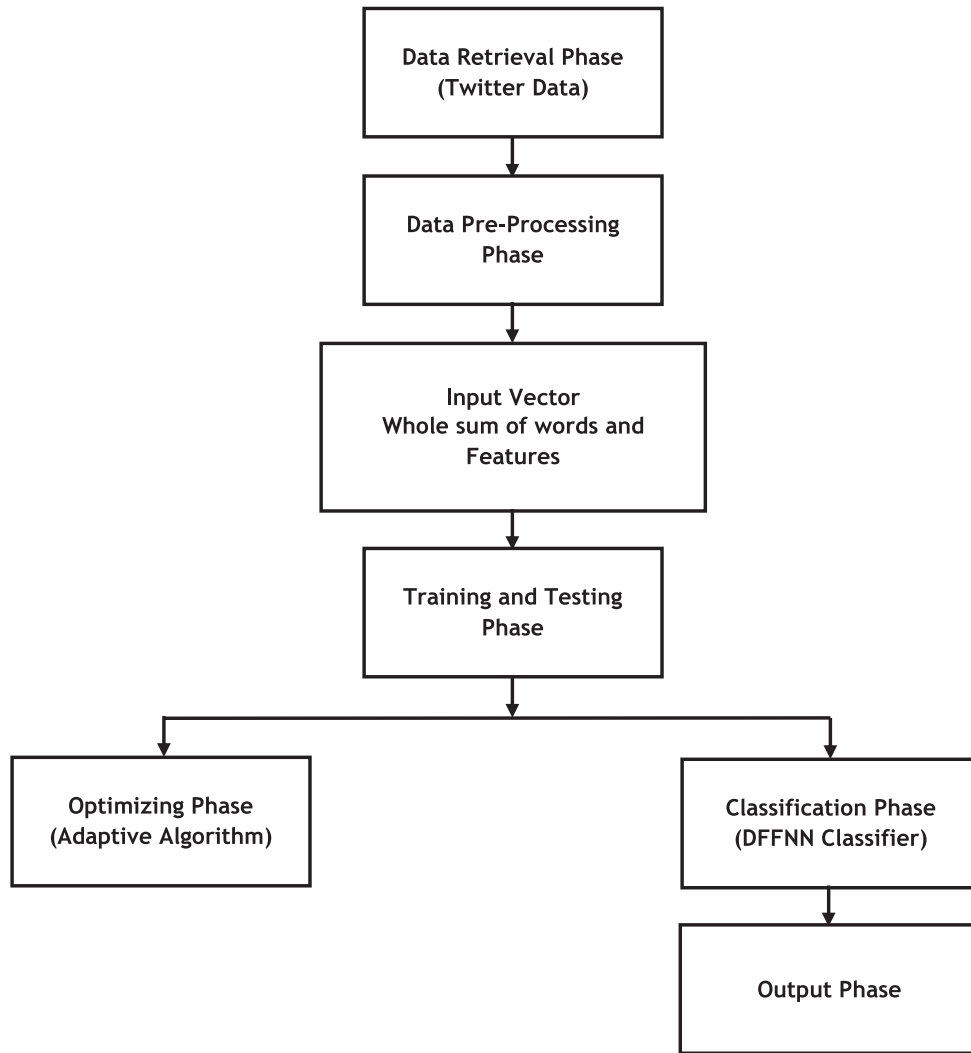 Data Retrieval Phase
(Twitter Data)
Data Pre-Processing
Phase
Input Vector
Whole sum of words and
Features
Training and Testing
Phase
Optimizing Phase
(Adaptive Algorithm)
Classification Phase
(DFFNN Classifier)
Output Phase